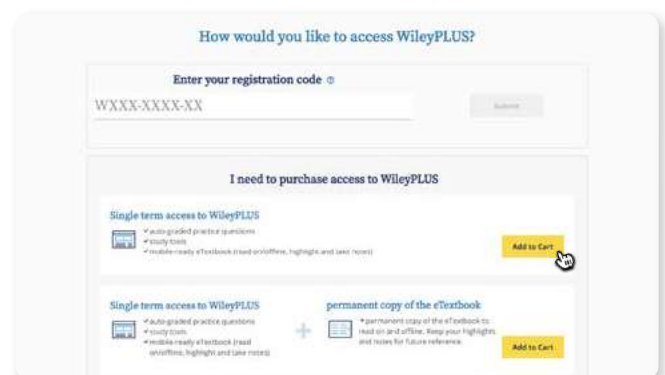 How would you like to access WileyPLUS?
Enter your registration code ?
WXXX-XXXX-XX
Submit
I need to purchase access to WileyPLUS
Single term access to WileyPLUS
✓auto-graded practice questions
✓study tools
✓mobile-ready eTextbook (read on/offline, highlight and take notes)
Add to Cart
Single term access to WileyPLUS
✓auto-graded practice questions
✓study tools
✓mobile-ready eTextbook (read
on/offline, highlight and take notes)
+
permanent copy of the eTextbook
permanent copy of the eTextbook to
read on and offline. Keep your highlights
and notes for future reference.
Add to Cart